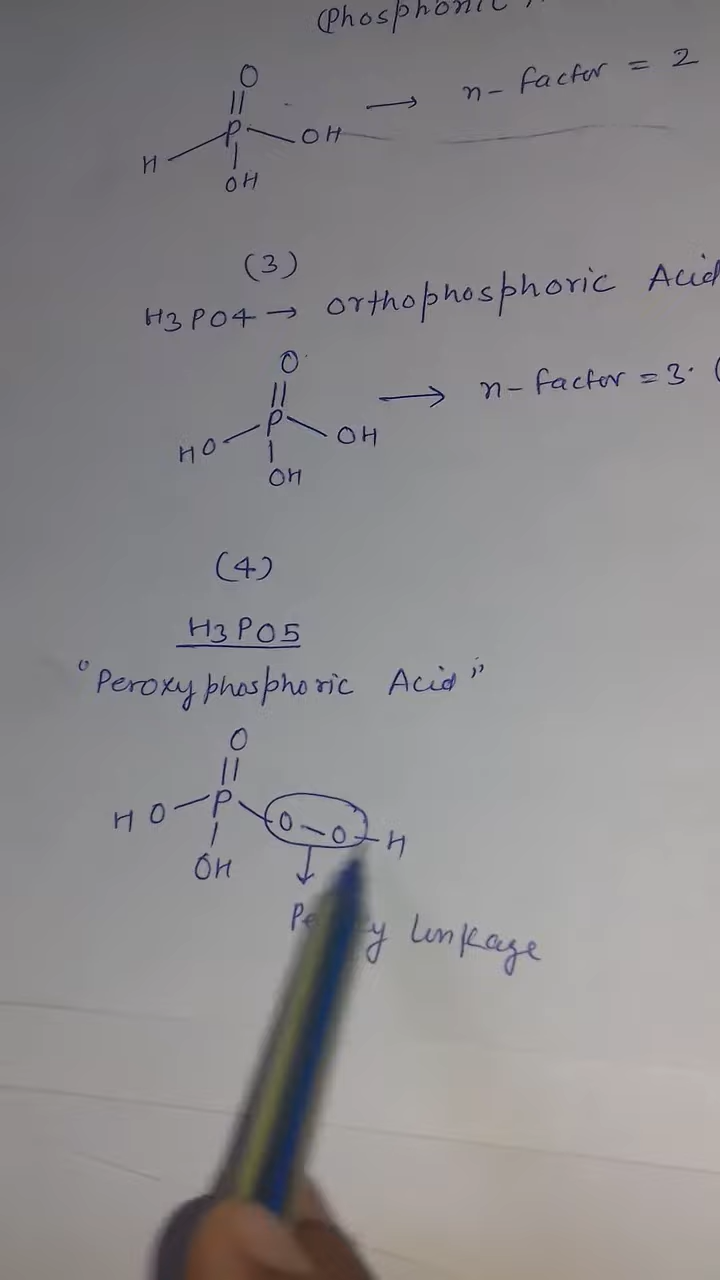 (Phosphonic
O
||
P
H OH
OH
→ n- factor = 2
(3)
H3PO4 → orthophosphoric Acid
O
||
P
HO OH
OH
→ n- factor = 3.
(4)
H3PO5
"Peroxyphosphoric Acid"
O
||
HO-P
O-O-H
OH
linkage